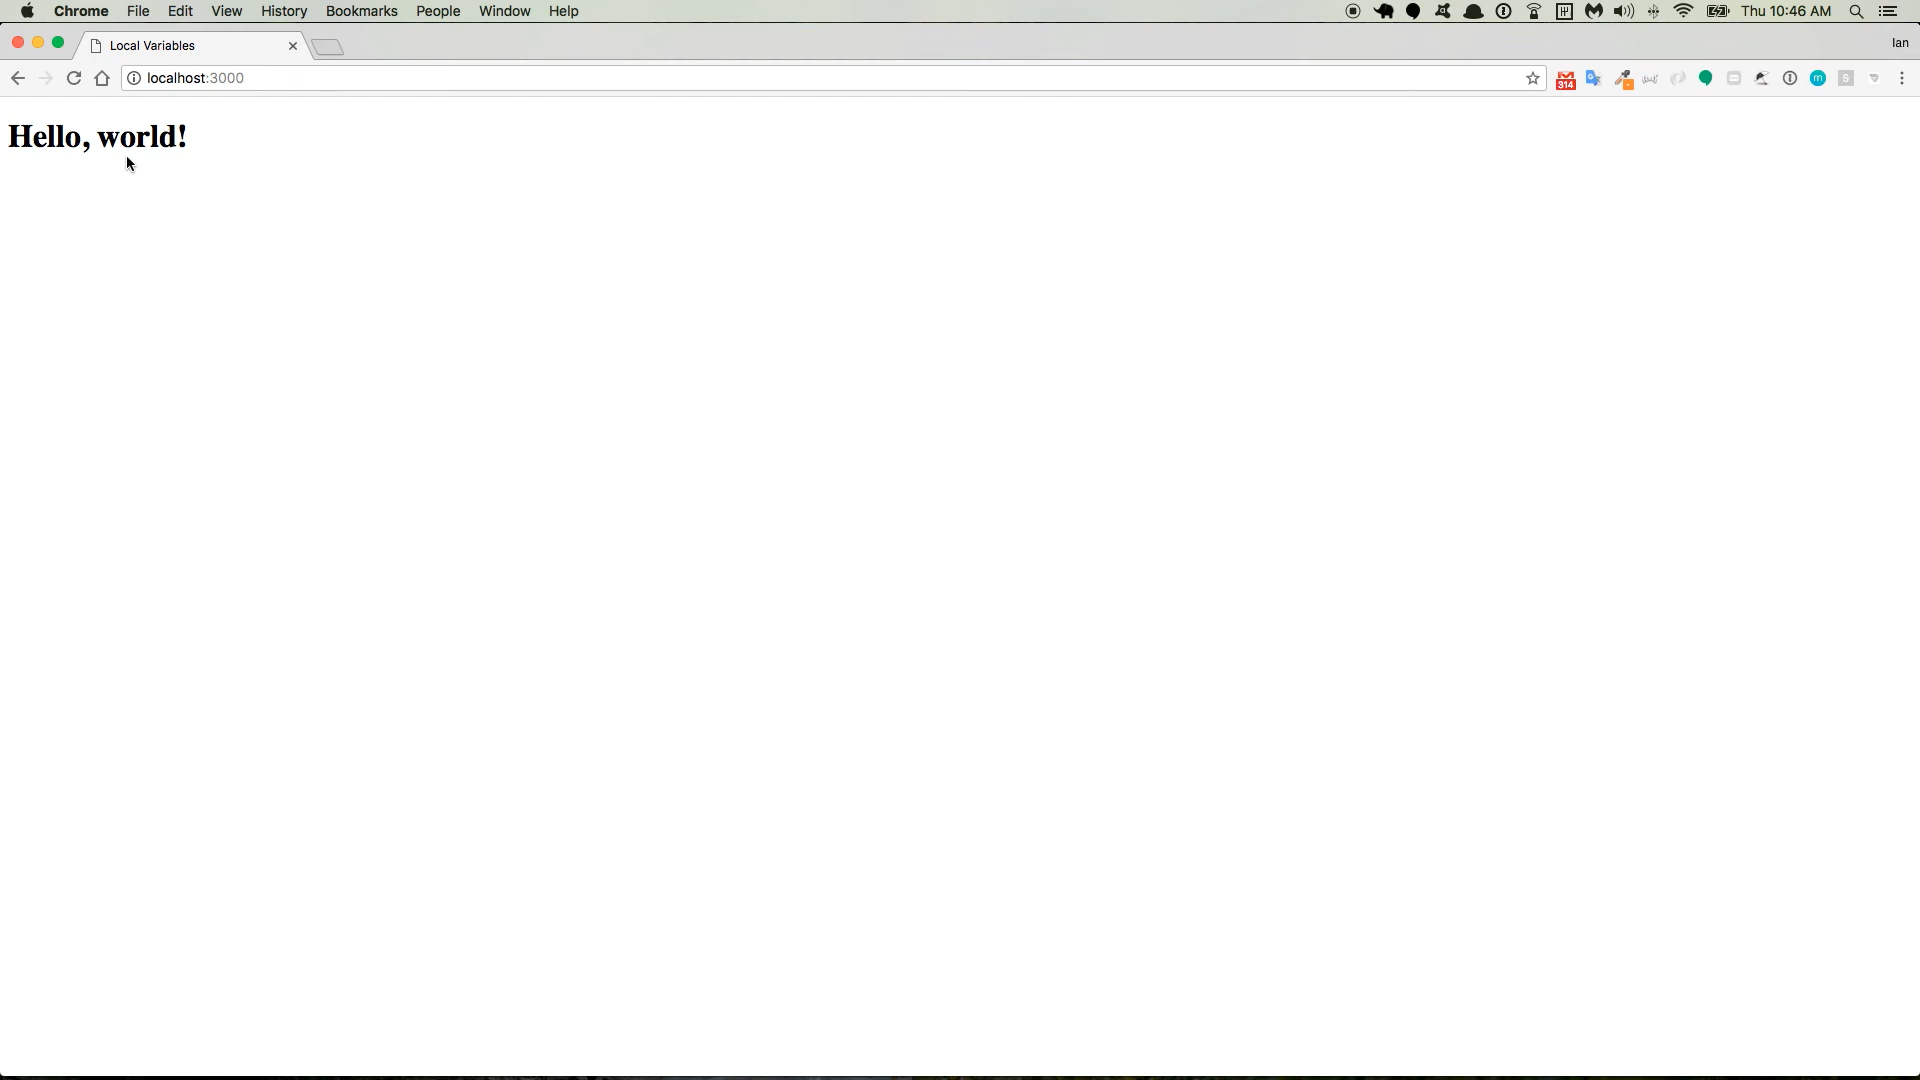 Chrome File Edit View History Bookmarks People Window Help Thu 10:46 AM
Local Variables Ian
localhost:3000 314 m S
Hello, world!